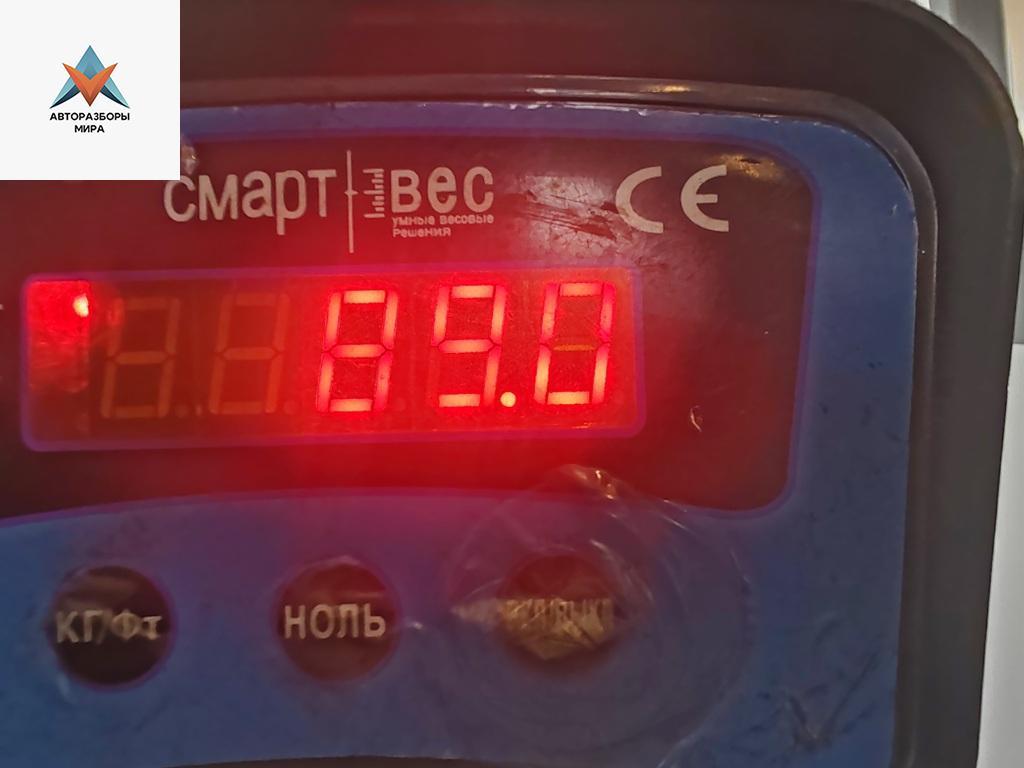 АВТОРАЗБОРЫ
МИРА
смарт вес
умные весовые
Решения
CE
89.0
КГ/Фт
НОЛЬ